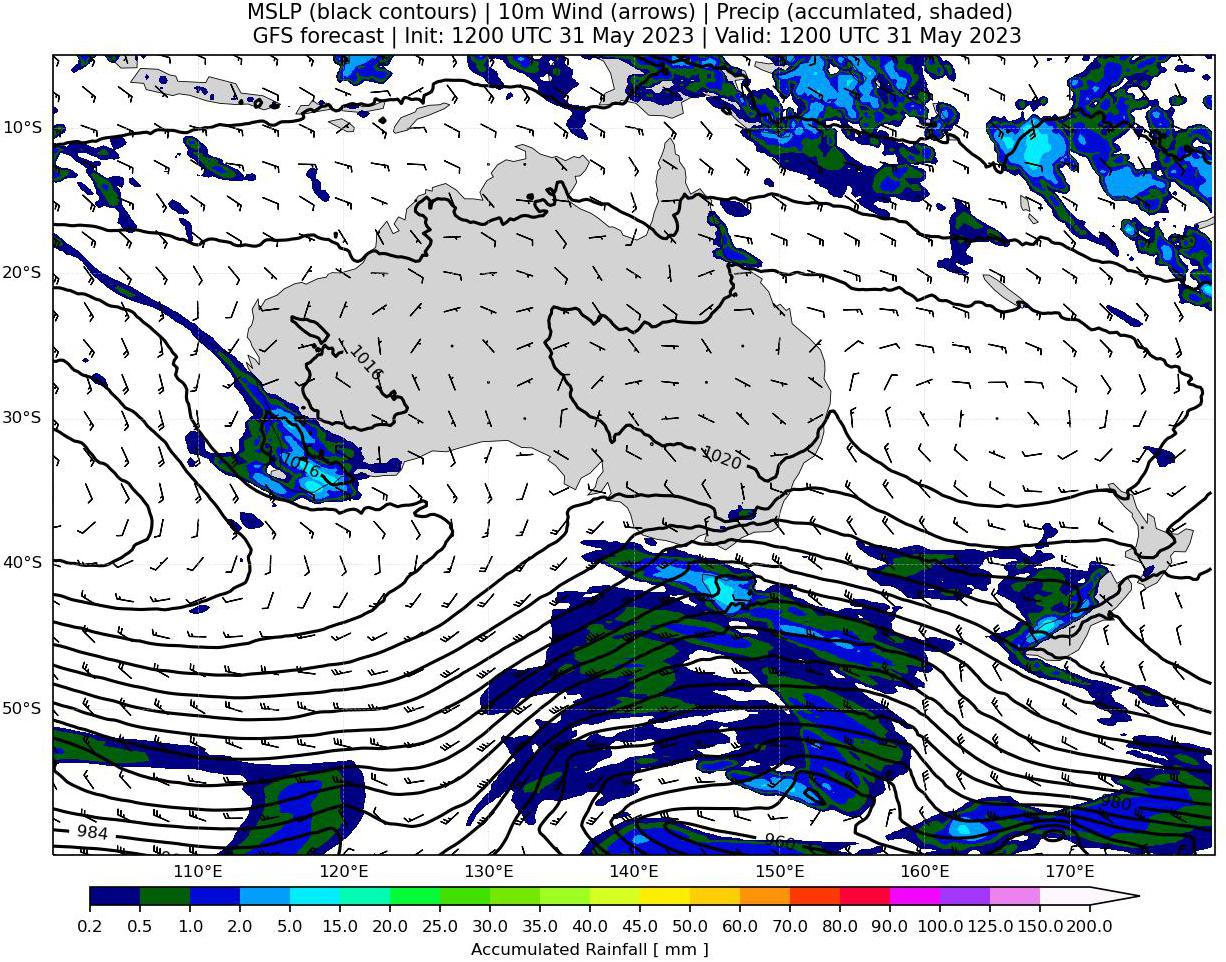 MSLP (black contours) | 10m Wind (arrows) | Precip (accumlated, shaded)
GFS forecast | Init: 1200 UTC 31 May 2023 | Valid: 1200 UTC 31 May 2023
10°S
20°S
1016
30°S
1020
1016
40°S
50°S
980
984
960
110°E 120°E 130°E 140°E 150°E 160°E 170°E
0.2 0.5 1.0 2.0 5.0 10.0 15.0 20.0 25.0 30.0 35.0 40.0 45.0 50.0 60.0 70.0 80.0 90.0 100.0 125.0 150.0 200.0
Accumulated Rainfall [ mm ]